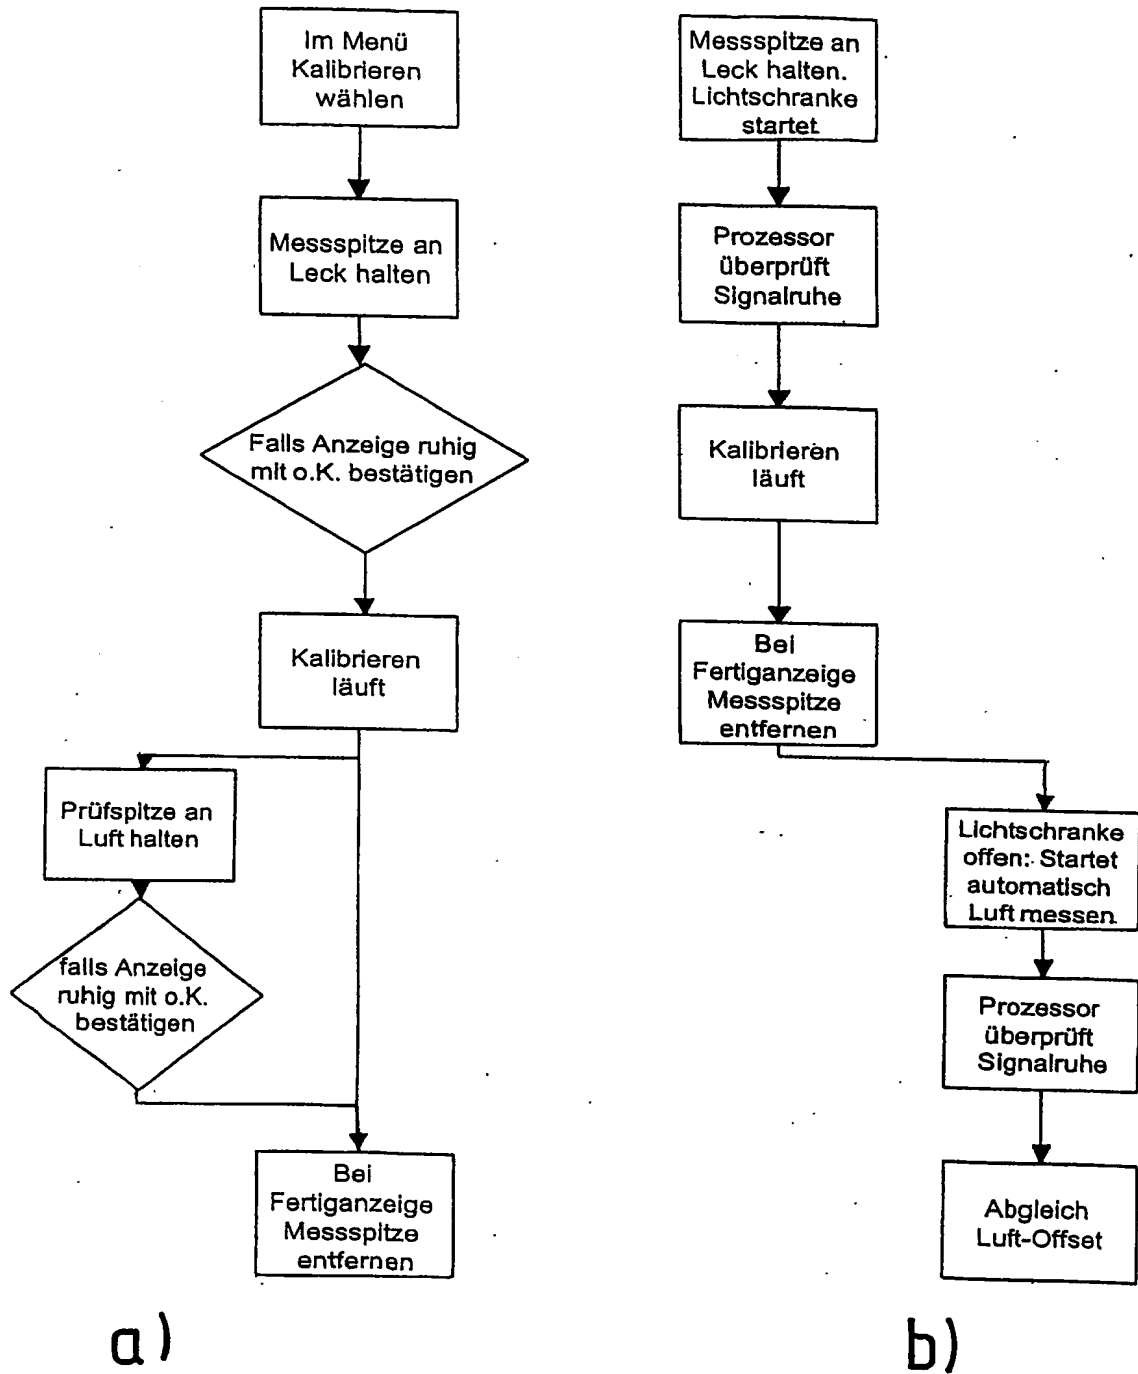 Im Menü
Kalibrieren
wählen
Messspitze an
Leck halten
Falls Anzeige ruhig
mit o.K. bestätigen
Kalibrieren
läuft
Prüfspitze an
Luft halten
falls Anzeige
ruhig mit o.K.
bestätigen
Bei
Fertiganzeige
Messspitze
entfernen
a)
Messspitze an
Leck halten.
Lichtschranke
startet
Prozessor
überprüft
Signalruhe
Kalibrieren
läuft
Bei
Fertiganzeige
Messspitze
entfernen
Lichtschranke
offen: Startet
automatisch
Luft messen
Prozessor
überprüft
Signalruhe
Abgleich
Luft-Offset
b)